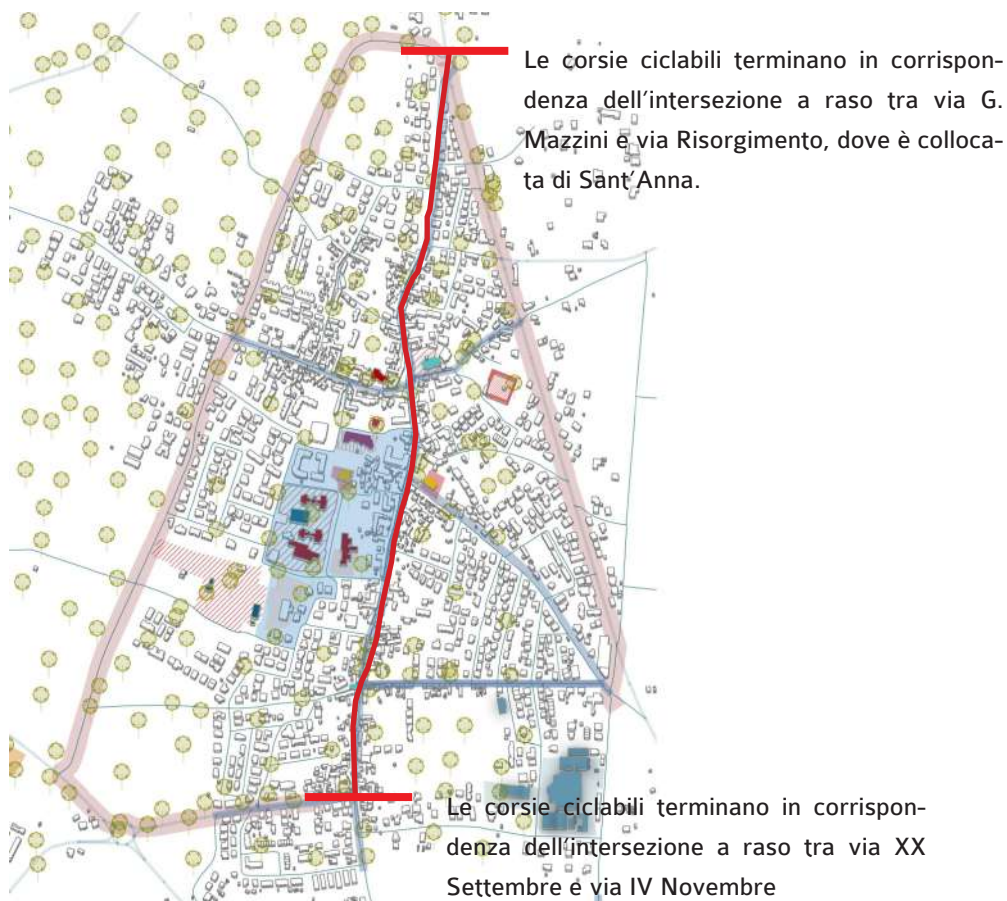 Le corsie ciclabili terminano in corrispon-
denza dell'intersezione a raso tra via G.
Mazzini e via Risorgimento, dove è colloca-
ta di Sant'Anna.
Le corsie ciclabili terminano in corrispon-
denza dell'intersezione a raso tra via XX
Settembre e via IV Novembre